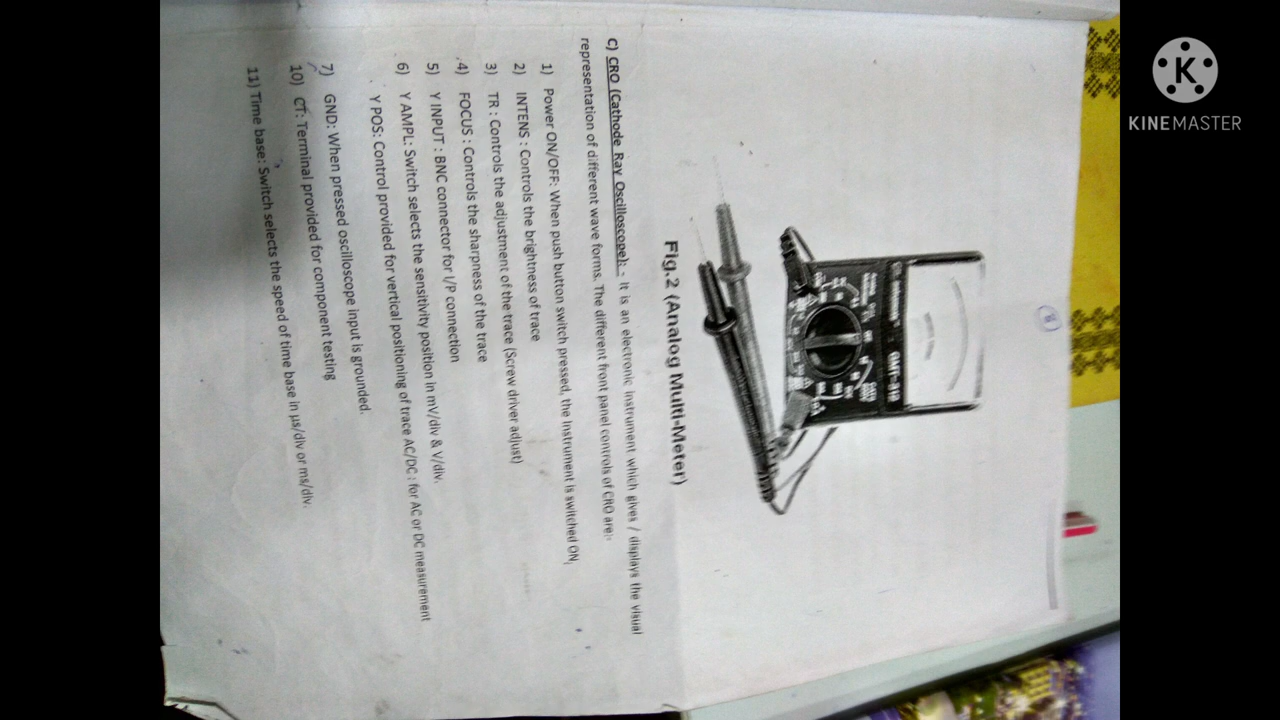 8
GMT-312
Fig.2 (Analog Multi-Meter)
C) CRO (Cathode Ray Oscilloscope): - It is an electronic instrument which gives / displays the visual
representation of different wave forms. The different front panel controls of CRO are:-
1) Power ON/OFF: When push button switch pressed, the instrument is switched ON,
2) INTENS : Controls the brightness of trace
3) TR : Controls the adjustment of the trace (Screw driver adjust)
4) FOCUS : Controls the sharpness of the trace
5) Y INPUT : BNC connector for I/P connection
6) Y AMPL: Switch selects the sensitivity position in mV/div & V/div.
Y POS: Control provided for vertical positioning of trace AC/DC : for AC or DC measurement
7) GND: When pressed oscilloscope input is grounded.
10) CT: Terminal provided for component testing
11) Time base: Switch selects the speed of time base in µs/div or ms/div.
K
KINEMASTER